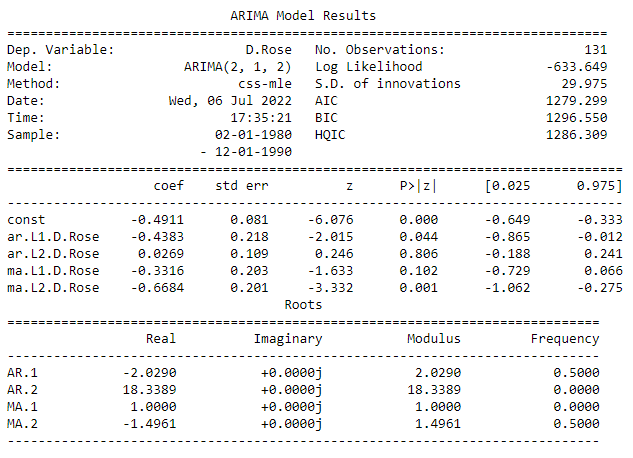 ARIMA Model Results
==============================================================================
Dep. Variable:                 D.Rose   No. Observations:                  131
Model:                 ARIMA(2, 1, 2)   Log Likelihood                -633.649
Method:                       css-mle   S.D. of innovations             29.975
Date:                Wed, 06 Jul 2022   AIC                           1279.299
Time:                        17:35:21   BIC                           1296.550
Sample:                    02-01-1980   HQIC                          1286.309
                         - 12-01-1990
================================================================================
                   coef    std err          z      P>|z|      [0.025      0.975]
--------------------------------------------------------------------------------
const           -0.4911      0.081     -6.076      0.000      -0.649      -0.333
ar.L1.D.Rose    -0.4383      0.218     -2.015      0.044      -0.865      -0.012
ar.L2.D.Rose     0.0269      0.109      0.246      0.806      -0.188       0.241
ma.L1.D.Rose    -0.3316      0.203     -1.633      0.102      -0.729       0.066
ma.L2.D.Rose    -0.6684      0.201     -3.332      0.001      -1.062      -0.275
                                    Roots
=============================================================================
                  Real          Imaginary           Modulus         Frequency
-----------------------------------------------------------------------------
AR.1           -2.0290           +0.0000j            2.0290            0.5000
AR.2           18.3389           +0.0000j           18.3389            0.0000
MA.1            1.0000           +0.0000j            1.0000            0.0000
MA.2           -1.4961           +0.0000j            1.4961            0.5000
-----------------------------------------------------------------------------